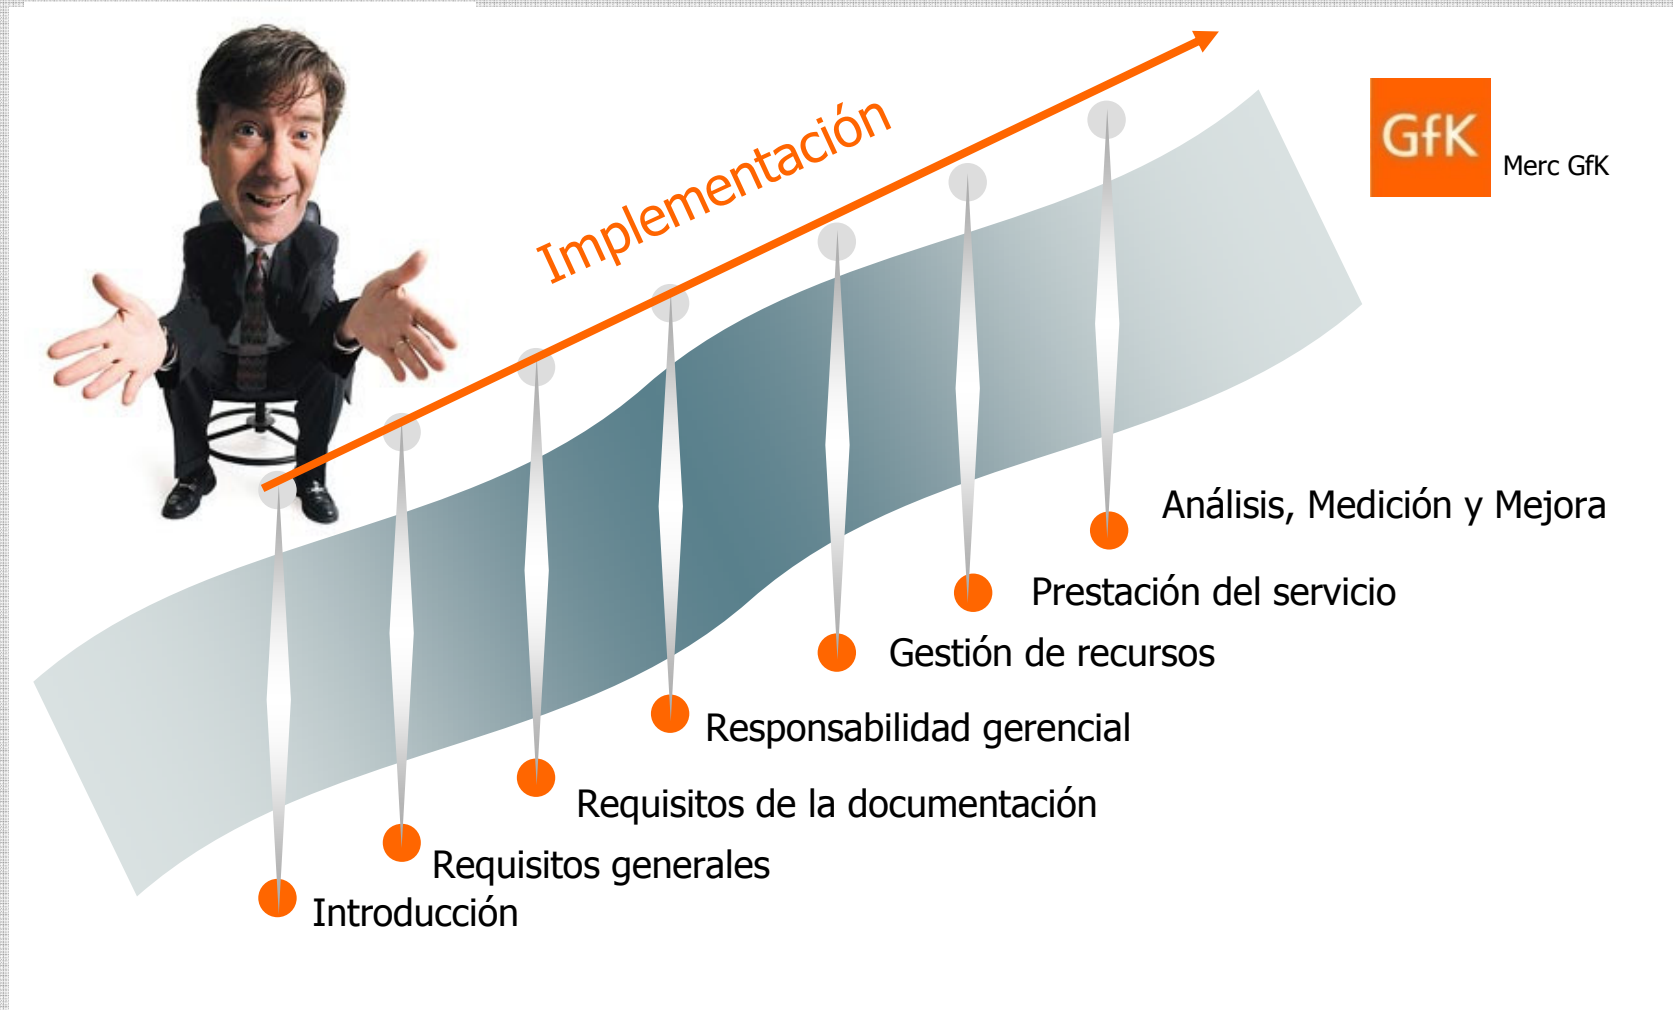 Implementación
GfK
Merc GfK
Análisis, Medición y Mejora
Prestación del servicio
Gestión de recursos
Responsabilidad gerencial
Requisitos de la documentación
Requisitos generales
Introducción